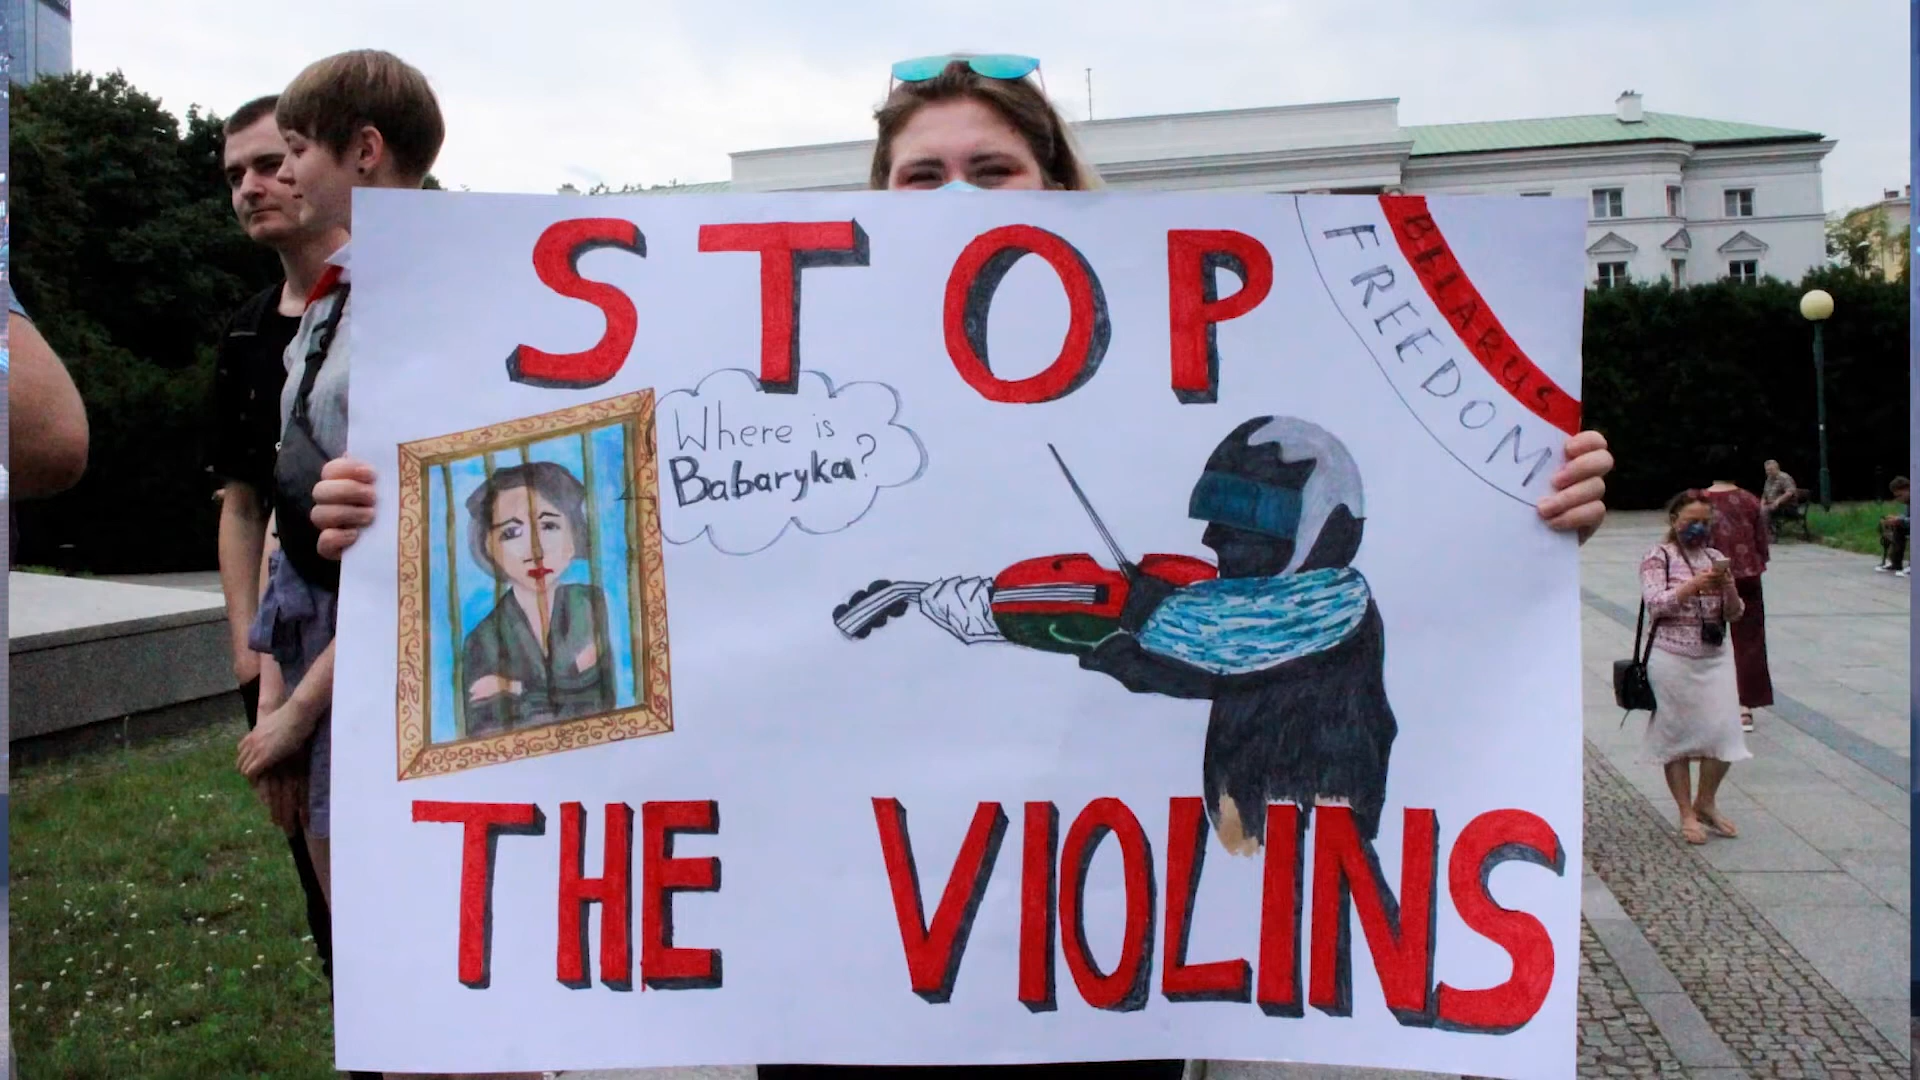 STOP
BELARUS
FREEDOM
Where is
Babaryka?
THE VIOLINS